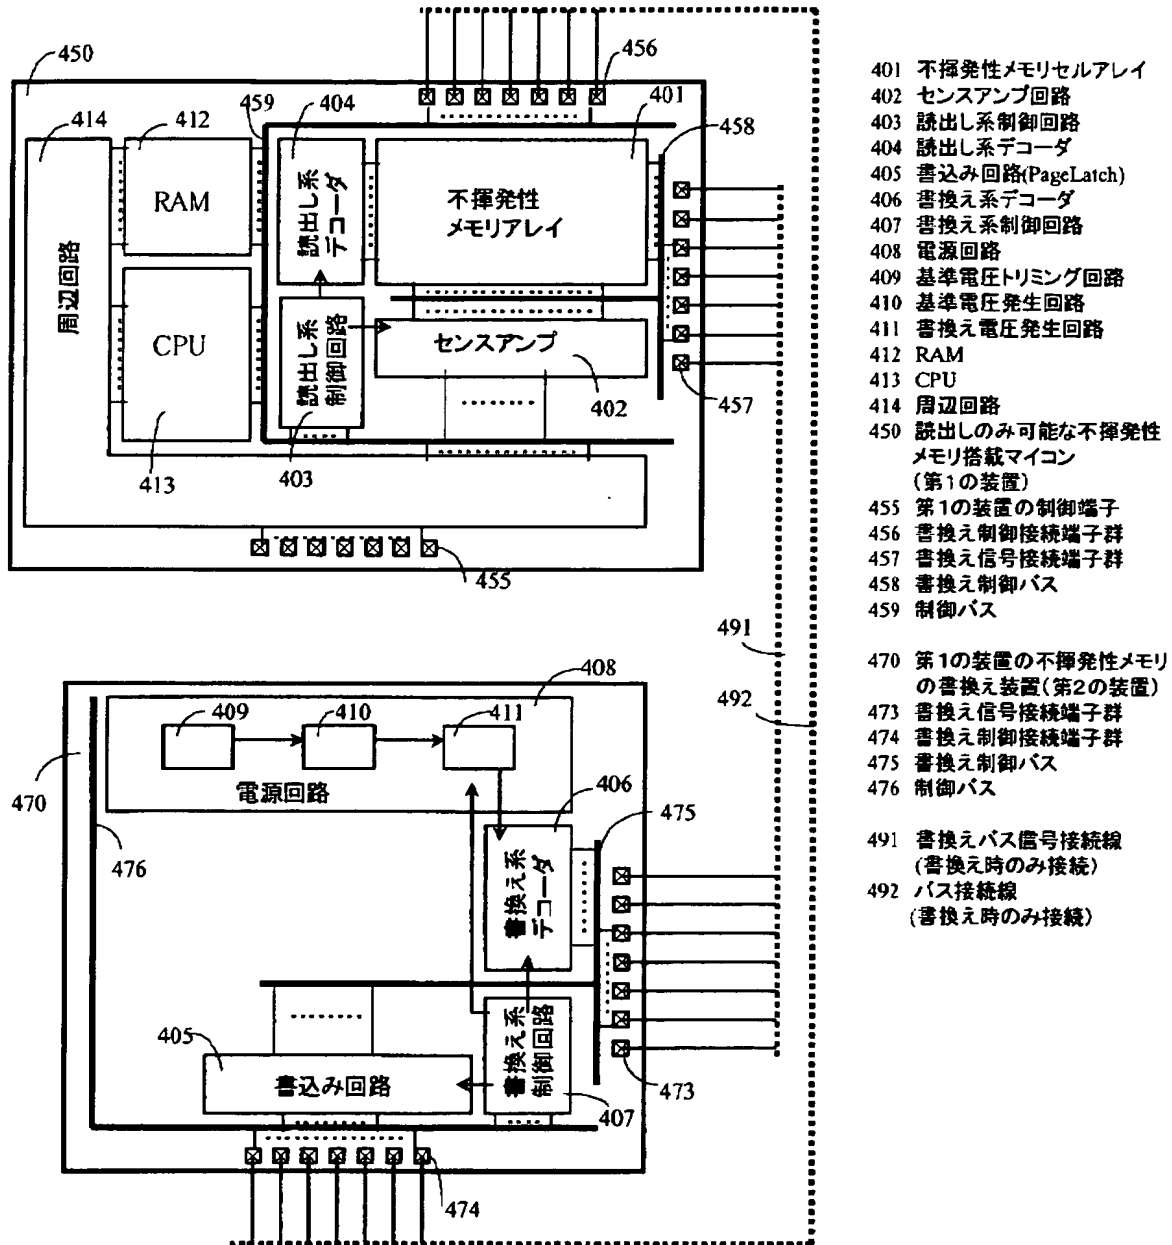 450
456
414
412
459
404
401
458
RAM
読出し系
デコーダ
不揮発性
メモリアレイ
周辺回路
CPU
読出し系
制御回路
センスアンプ
402
457
413
403
455
491
492
408
409
410
411
電源回路
470
406
475
476
書換え系
デコーダ
405
書込み回路
書換え系
制御回路
407
473
474
401 不揮発性メモリセルアレイ
402 センスアンプ回路
403 読出し系制御回路
404 読出し系デコーダ
405 書込み回路(PageLatch)
406 書換え系デコーダ
407 書換え系制御回路
408 電源回路
409 基準電圧トリミング回路
410 基準電圧発生回路
411 書換え電圧発生回路
412 RAM
413 CPU
414 周辺回路
450 読出しのみ可能な不揮発性
メモリ搭載マイコン
(第1の装置)
455 第1の装置の制御端子
456 書換え制御接続端子群
457 書換え信号接続端子群
458 書換え制御バス
459 制御バス
470 第1の装置の不揮発性メモリ
の書換え装置(第2の装置)
473 書換え信号接続端子群
474 書換え制御接続端子群
475 書換え制御バス
476 制御バス
491 書換えバス信号接続線
(書換え時のみ接続)
492 バス接続線
(書換え時のみ接続)